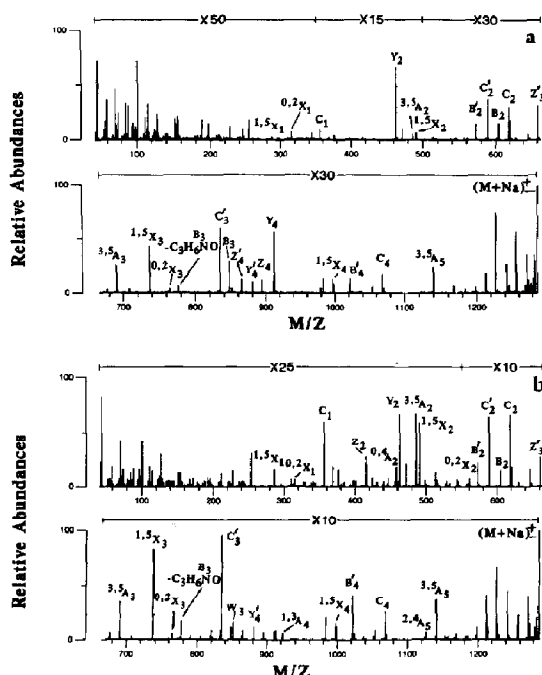 X50 X15 X30
a
100
0
Y2
1,5X1 0,2X1 C1 3,5A2 1,5X2 B'2 C'2 B2 C2 Z'3
100 200 300 400 500 600
X30
100
0
3,5A3 1,5X3 0,2X3 B3 -C3H6NO C'3 B3 Z'4 Y'4 Z4 Y4 1,5X4 B'4 C4 3,5A5 (M+Na)+
700 800 900 1000 1100 1200
M/Z
Relative Abundances
X25 X10
b
100
0
1,5X1 0,2X1 C1 Z2 0,4A2 Y2 3,5A2 1,5X2 0,2X2 B'2 C'2 B2 C2 Z'3
100 200 300 400 500 600
X10
100
0
3,5A3 1,5X3 0,2X3 B3 -C3H6NO C'3 W3 Y'4 1,3A4 1,5X4 B'4 C4 2,4A5 3,5A5 (M+Na)+
700 800 900 1000 1100 1200
M/Z
Relative Abundances